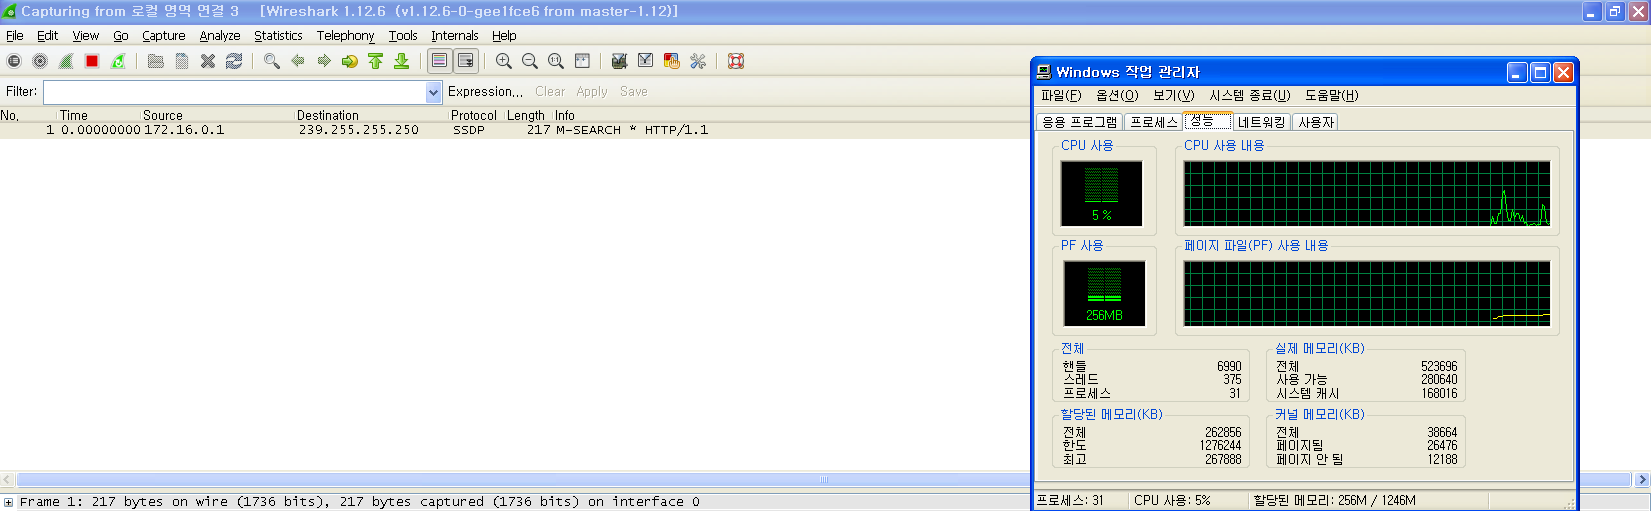 Capturing from 로컬 영역 연결 3 [Wireshark 1.12.6 (v1.12.6-0-gee1fce6 from master-1.12)]
File Edit View Go Capture Analyze Statistics Telephony Tools Internals Help
Filter: Expression... Clear Apply Save
No. Time Source Destination Protocol Length Info
1 0.00000000 172.16.0.1 239.255.255.250 SSDP 217 M-SEARCH * HTTP/1.1
Frame 1: 217 bytes on wire (1736 bits), 217 bytes captured (1736 bits) on interface 0
Windows 작업 관리자
파일(F) 옵션(O) 보기(V) 시스템 종료(U) 도움말(H)
응용 프로그램 프로세스 성능 네트워킹 사용자
CPU 사용 CPU 사용 내용
5 %
PF 사용 페이지 파일(PF) 사용 내용
256MB
전체
핸들 6990
스레드 375
프로세스 31
실제 메모리(KB)
전체 523696
사용 가능 280640
시스템 캐시 168016
할당된 메모리(KB)
전체 262856
한도 1276244
최고 267888
커널 메모리(KB)
전체 38664
페이지됨 26476
페이지 안 됨 12188
프로세스: 31 CPU 사용: 5% 할당된 메모리: 256M / 1246M